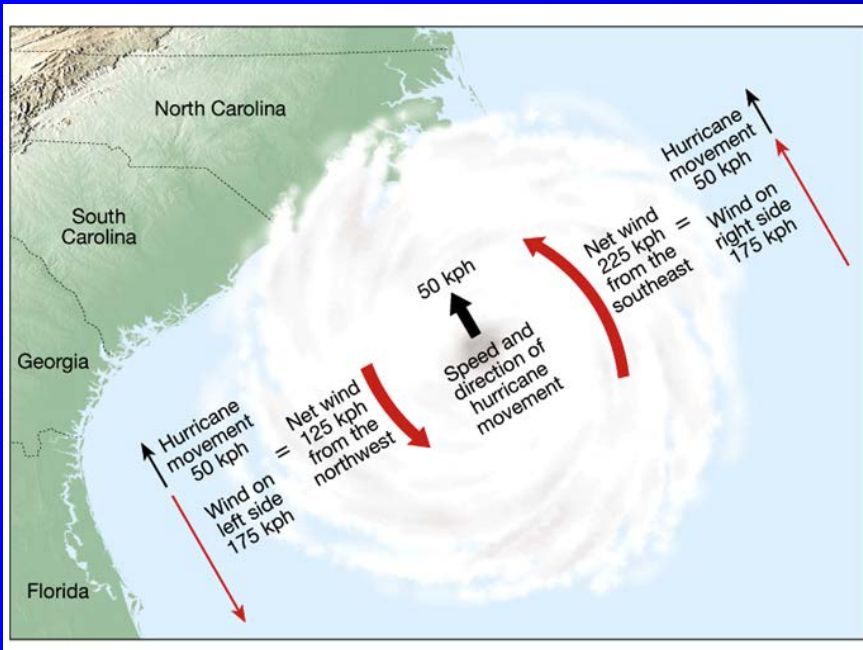 North Carolina
South
Carolina
Georgia
Florida
Hurricane
movement
50 kph
Wind on
left side
175 kph
=
Net wind
125 kph
from the
northwest
50 kph
Speed and
direction of
hurricane
movement
Net wind
225 kph
from the
southeast
=
Hurricane
movement
50 kph
Wind on
right side
175 kph